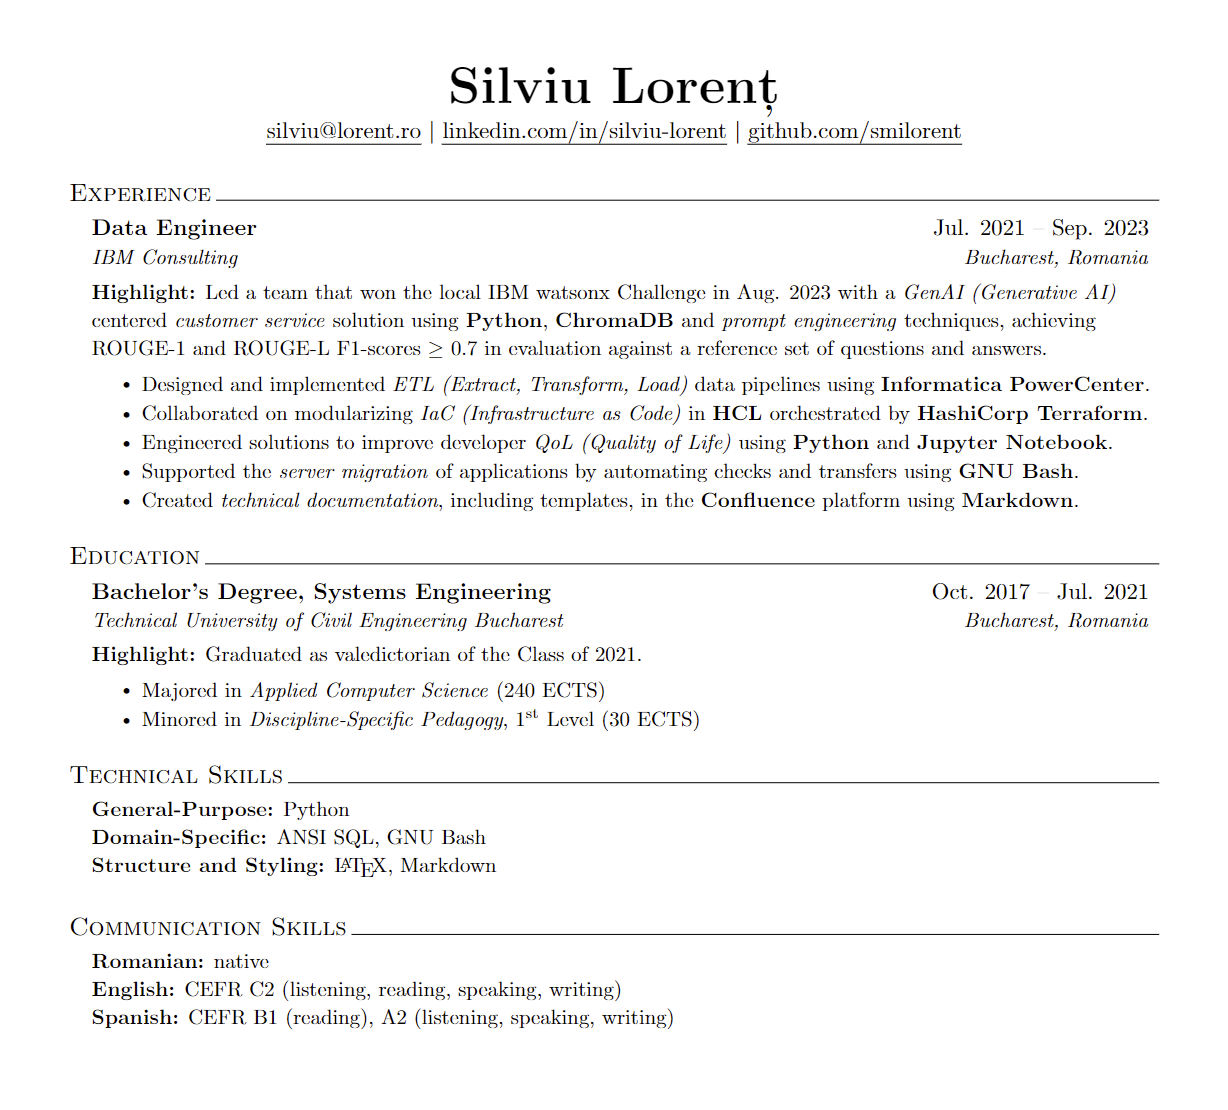 Silviu Lorenț
silviu@lorent.ro | linkedin.com/in/silviu-lorent | github.com/smilorent
Experience
Data Engineer Jul. 2021 – Sep. 2023
IBM Consulting Bucharest, Romania
Highlight: Led a team that won the local IBM watsonx Challenge in Aug. 2023 with a GenAI (Generative AI)
centered customer service solution using Python, ChromaDB and prompt engineering techniques, achieving
ROUGE-1 and ROUGE-L F1-scores ≥ 0.7 in evaluation against a reference set of questions and answers.
• Designed and implemented ETL (Extract, Transform, Load) data pipelines using Informatica PowerCenter.
• Collaborated on modularizing IaC (Infrastructure as Code) in HCL orchestrated by HashiCorp Terraform.
• Engineered solutions to improve developer QoL (Quality of Life) using Python and Jupyter Notebook.
• Supported the server migration of applications by automating checks and transfers using GNU Bash.
• Created technical documentation, including templates, in the Confluence platform using Markdown.
Education
Bachelor's Degree, Systems Engineering Oct. 2017 – Jul. 2021
Technical University of Civil Engineering Bucharest Bucharest, Romania
Highlight: Graduated as valedictorian of the Class of 2021.
• Majored in Applied Computer Science (240 ECTS)
• Minored in Discipline-Specific Pedagogy, 1st Level (30 ECTS)
Technical Skills
General-Purpose: Python
Domain-Specific: ANSI SQL, GNU Bash
Structure and Styling: LATEX, Markdown
Communication Skills
Romanian: native
English: CEFR C2 (listening, reading, speaking, writing)
Spanish: CEFR B1 (reading), A2 (listening, speaking, writing)